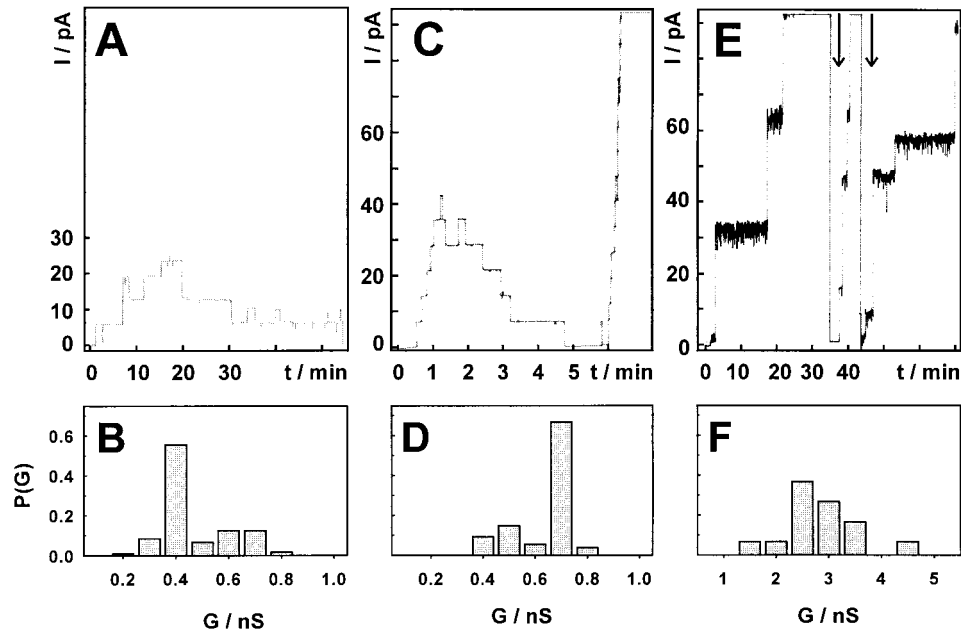 A
I / pA
30
20
10
0
0 10 20 30 t / min
C
80
60
40
20
0
0 1 2 3 4 5 t / min
E
I / pA
80
60
40
20
0
0 10 20 30 40 t / min
B
P(G)
0.6
0.4
0.2
0.0
0.2 0.4 0.6 0.8 1.0
G / nS
D
0.2 0.4 0.6 0.8 1.0
G / nS
F
1 2 3 4 5
G / nS